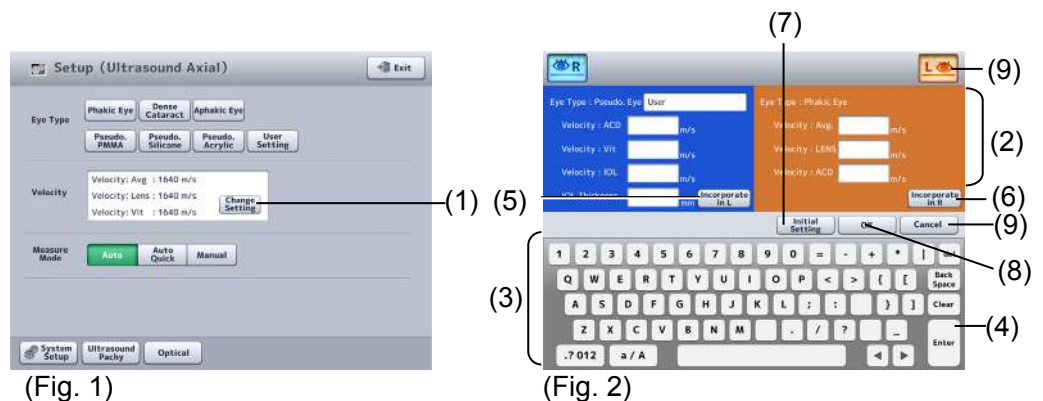 (7)
Setup (Ultrasound Axial)
Exit
R
L
(9)
Eye Type
Phakic Eye
Dense Cataract
Aphakic Eye
Pseudo. PMMA
Pseudo. Silicone
Pseudo. Acrylic
User Setting
Eye Type : Pseudo. Eye
User
Eye Type : Phakic Eye
Velocity : ACD
m/s
Velocity : Avg.
m/s
(2)
Velocity : Vit
m/s
Velocity : LENS
m/s
Velocity : IOL
m/s
Velocity : ACD
m/s
Velocity
Velocity: Avg : 1640 m/s
Velocity: Lens : 1640 m/s
Velocity: Vit : 1640 m/s
Change Setting
(1)
(5)
IOL Thickness
mm
Incorporate in L
Incorporate in R
(6)
Initial Setting
OK
Cancel
(9)
(8)
Measure Mode
Auto
Auto Quick
Manual
(3)
1 2 3 4 5 6 7 8 9 0 = - + * |
Q W E R T Y U I O P < > { [ Back Space
A S D F G H J K L ; : } ] Clear
Z X C V B N M . / ? _
Enter
(4)
.? 012
a / A
System Setup
Ultrasound Pachy
Optical
(Fig. 1)
(Fig. 2)